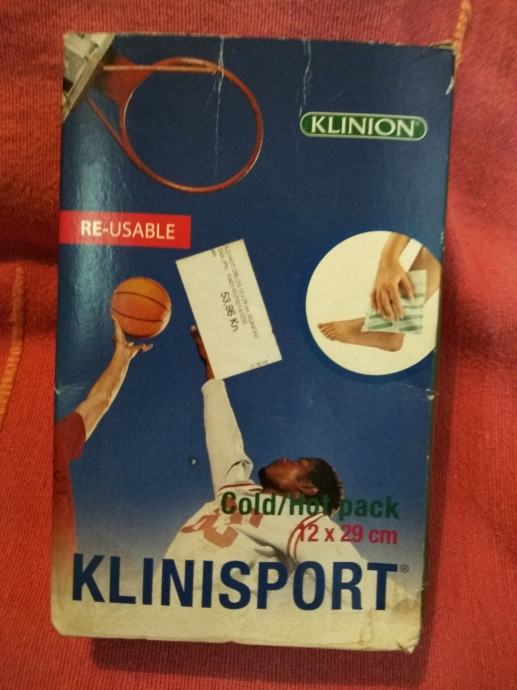 KLINION®
RE-USABLE
53,86 Kn
Cold/Hot pack
12 x 29 cm
KLINISPORT®